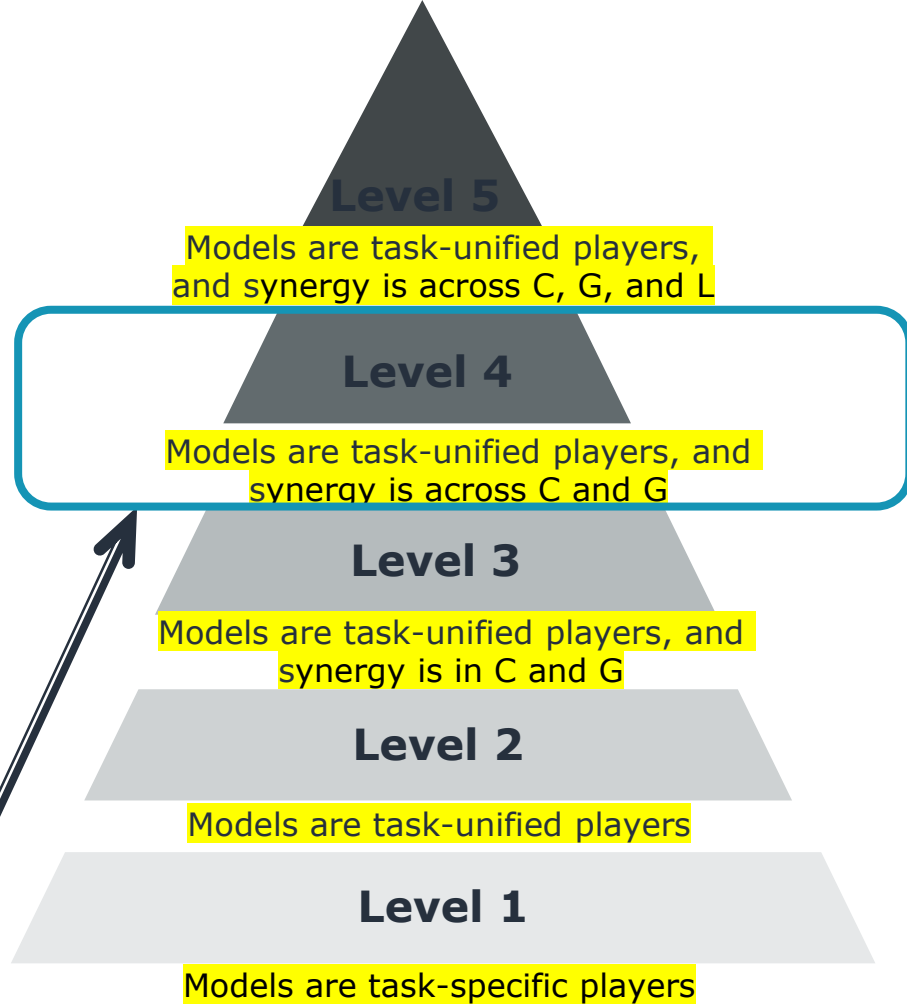 Level 5
Models are task-unified players,
and synergy is across C, G, and L
Level 4
Models are task-unified players, and
synergy is across C and G
Level 3
Models are task-unified players, and
synergy is in C and G
Level 2
Models are task-unified players
Level 1
Models are task-specific players